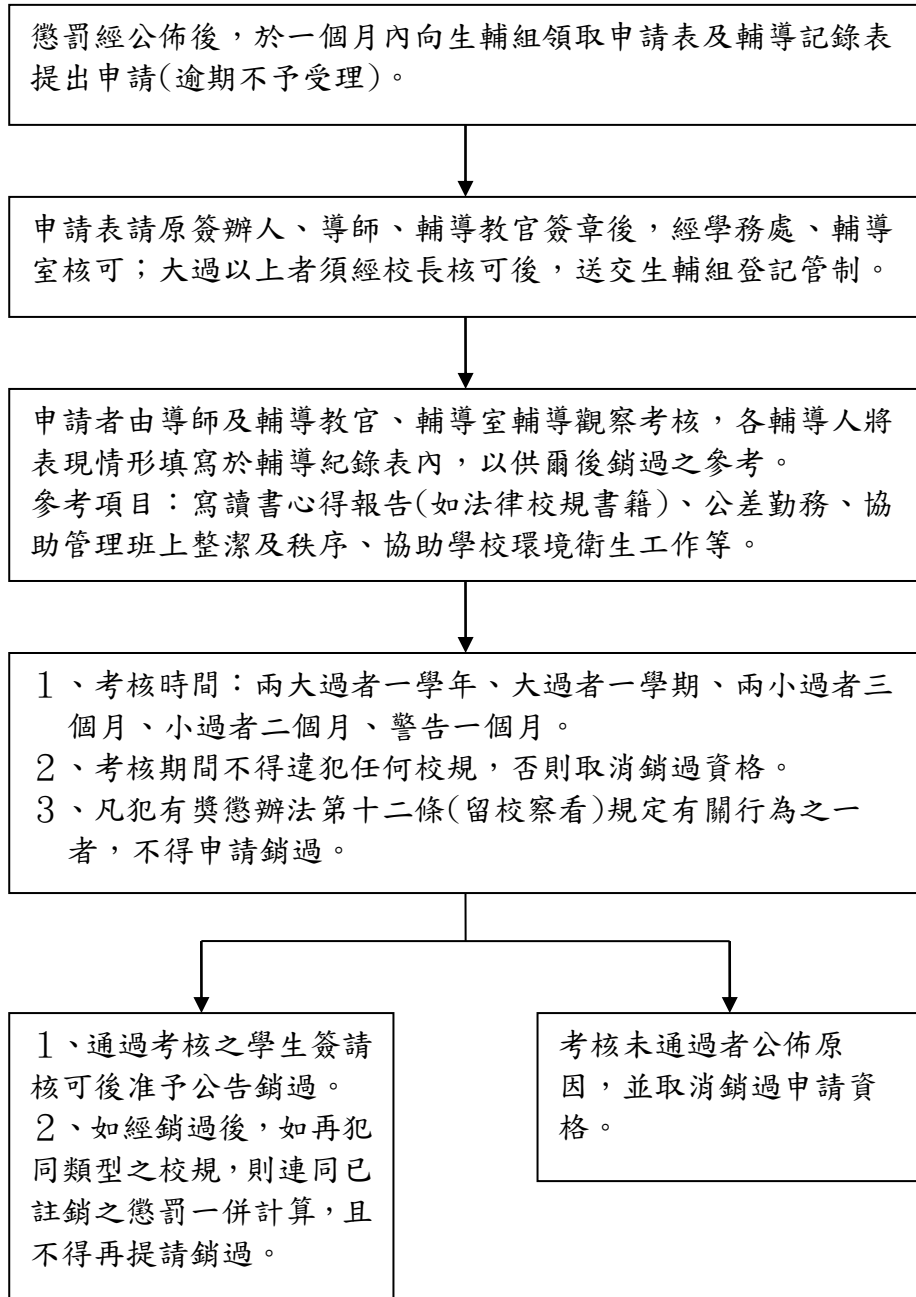 懲罰經公佈後，於一個月內向生輔組領取申請表及輔導記錄表
提出申請(逾期不予受理)。
申請表請原簽辦人、導師、輔導教官簽章後，經學務處、輔導
室核可；大過以上者須經校長核可後，送交生輔組登記管制。
申請者由導師及輔導教官、輔導室輔導觀察考核，各輔導人將
表現情形填寫於輔導紀錄表內，以供爾後銷過之參考。
參考項目：寫讀書心得報告(如法律校規書籍)、公差勤務、協
助管理班上整潔及秩序、協助學校環境衛生工作等。
１、考核時間：兩大過者一學年、大過者一學期、兩小過者三
個月、小過者二個月、警告一個月。
２、考核期間不得違犯任何校規，否則取消銷過資格。
３、凡犯有獎懲辦法第十二條(留校察看)規定有關行為之一
者，不得申請銷過。
１、通過考核之學生簽請
核可後准予公告銷過。
２、如經銷過後，如再犯
同類型之校規，則連同已
註銷之懲罰一併計算，且
不得再提請銷過。
考核未通過者公佈原
因，並取消銷過申請資
格。